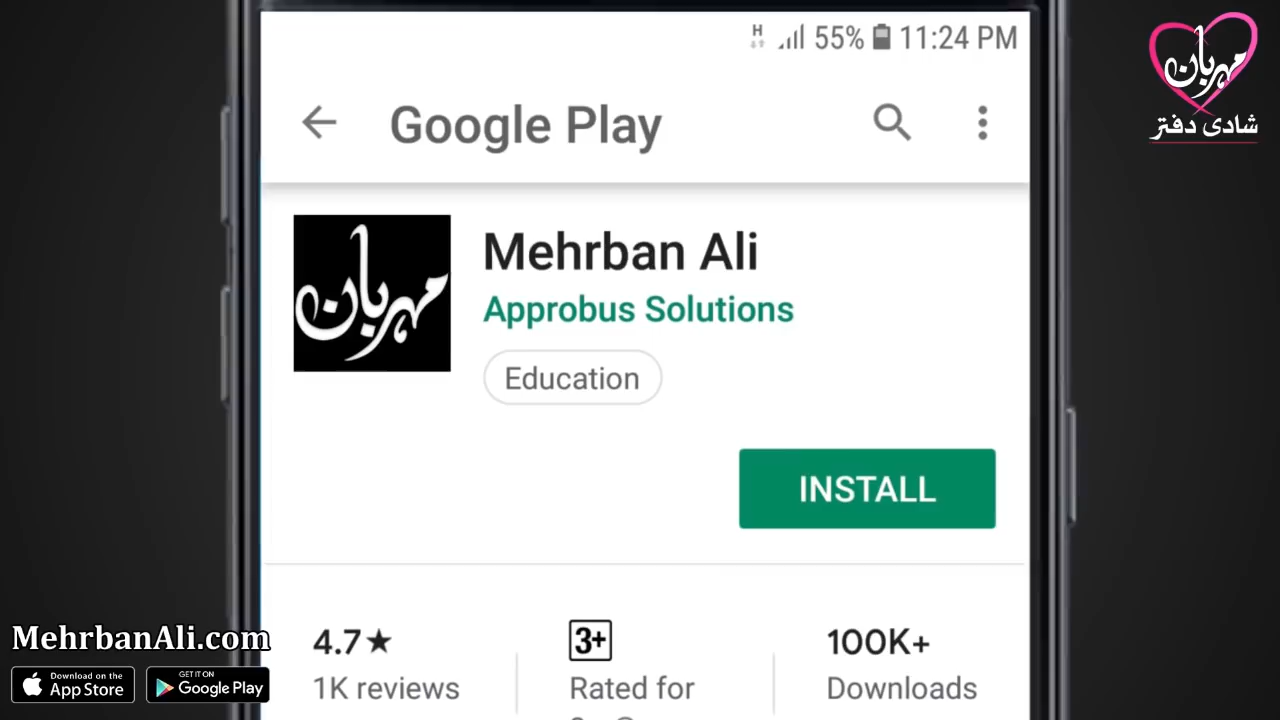 H 55% 11:24 PM
مہربان
شادی دفتر
Google Play
مہربان
Mehrban Ali
Approbus Solutions
Education
INSTALL
4.7★
1K reviews
3+
Rated for
100K+
Downloads
MehrbanAli.com
Download on the
App Store
GET IT ON
Google Play